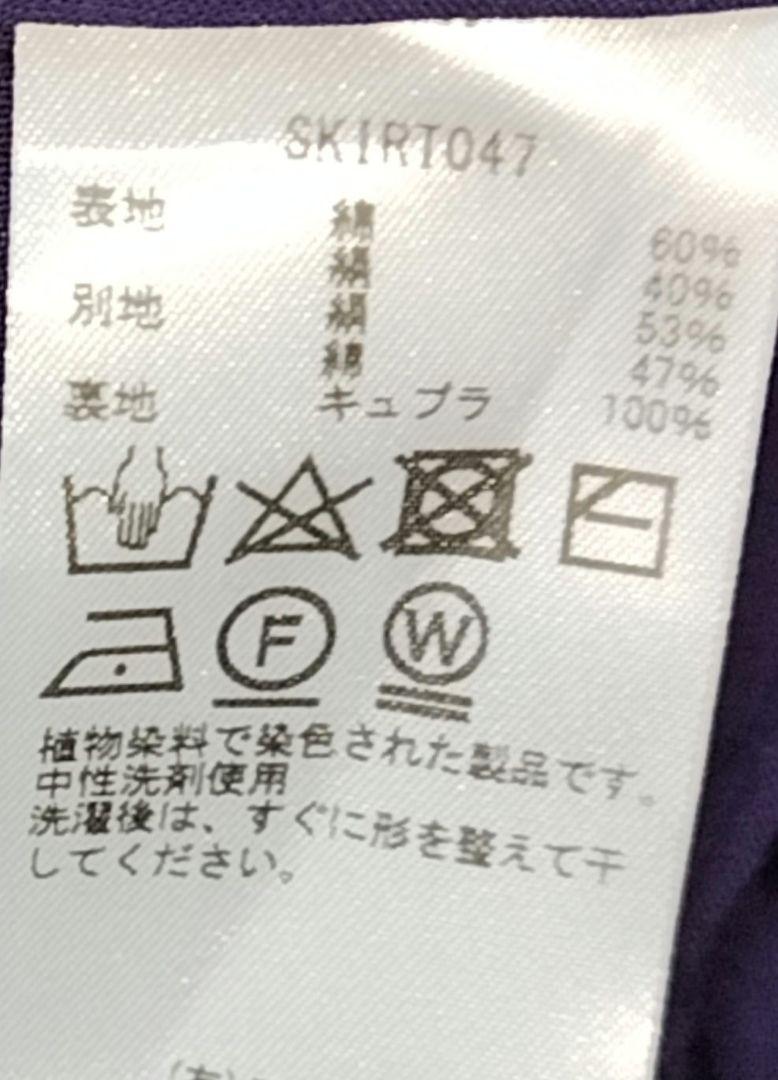 SKIRT047
表地 綿 60%
絹 40%
別地 絹 53%
綿 47%
裏地 キュプラ 100%
F W
植物染料で染色された製品です。
中性洗剤使用
洗濯後は、すぐに形を整えて干
してください。